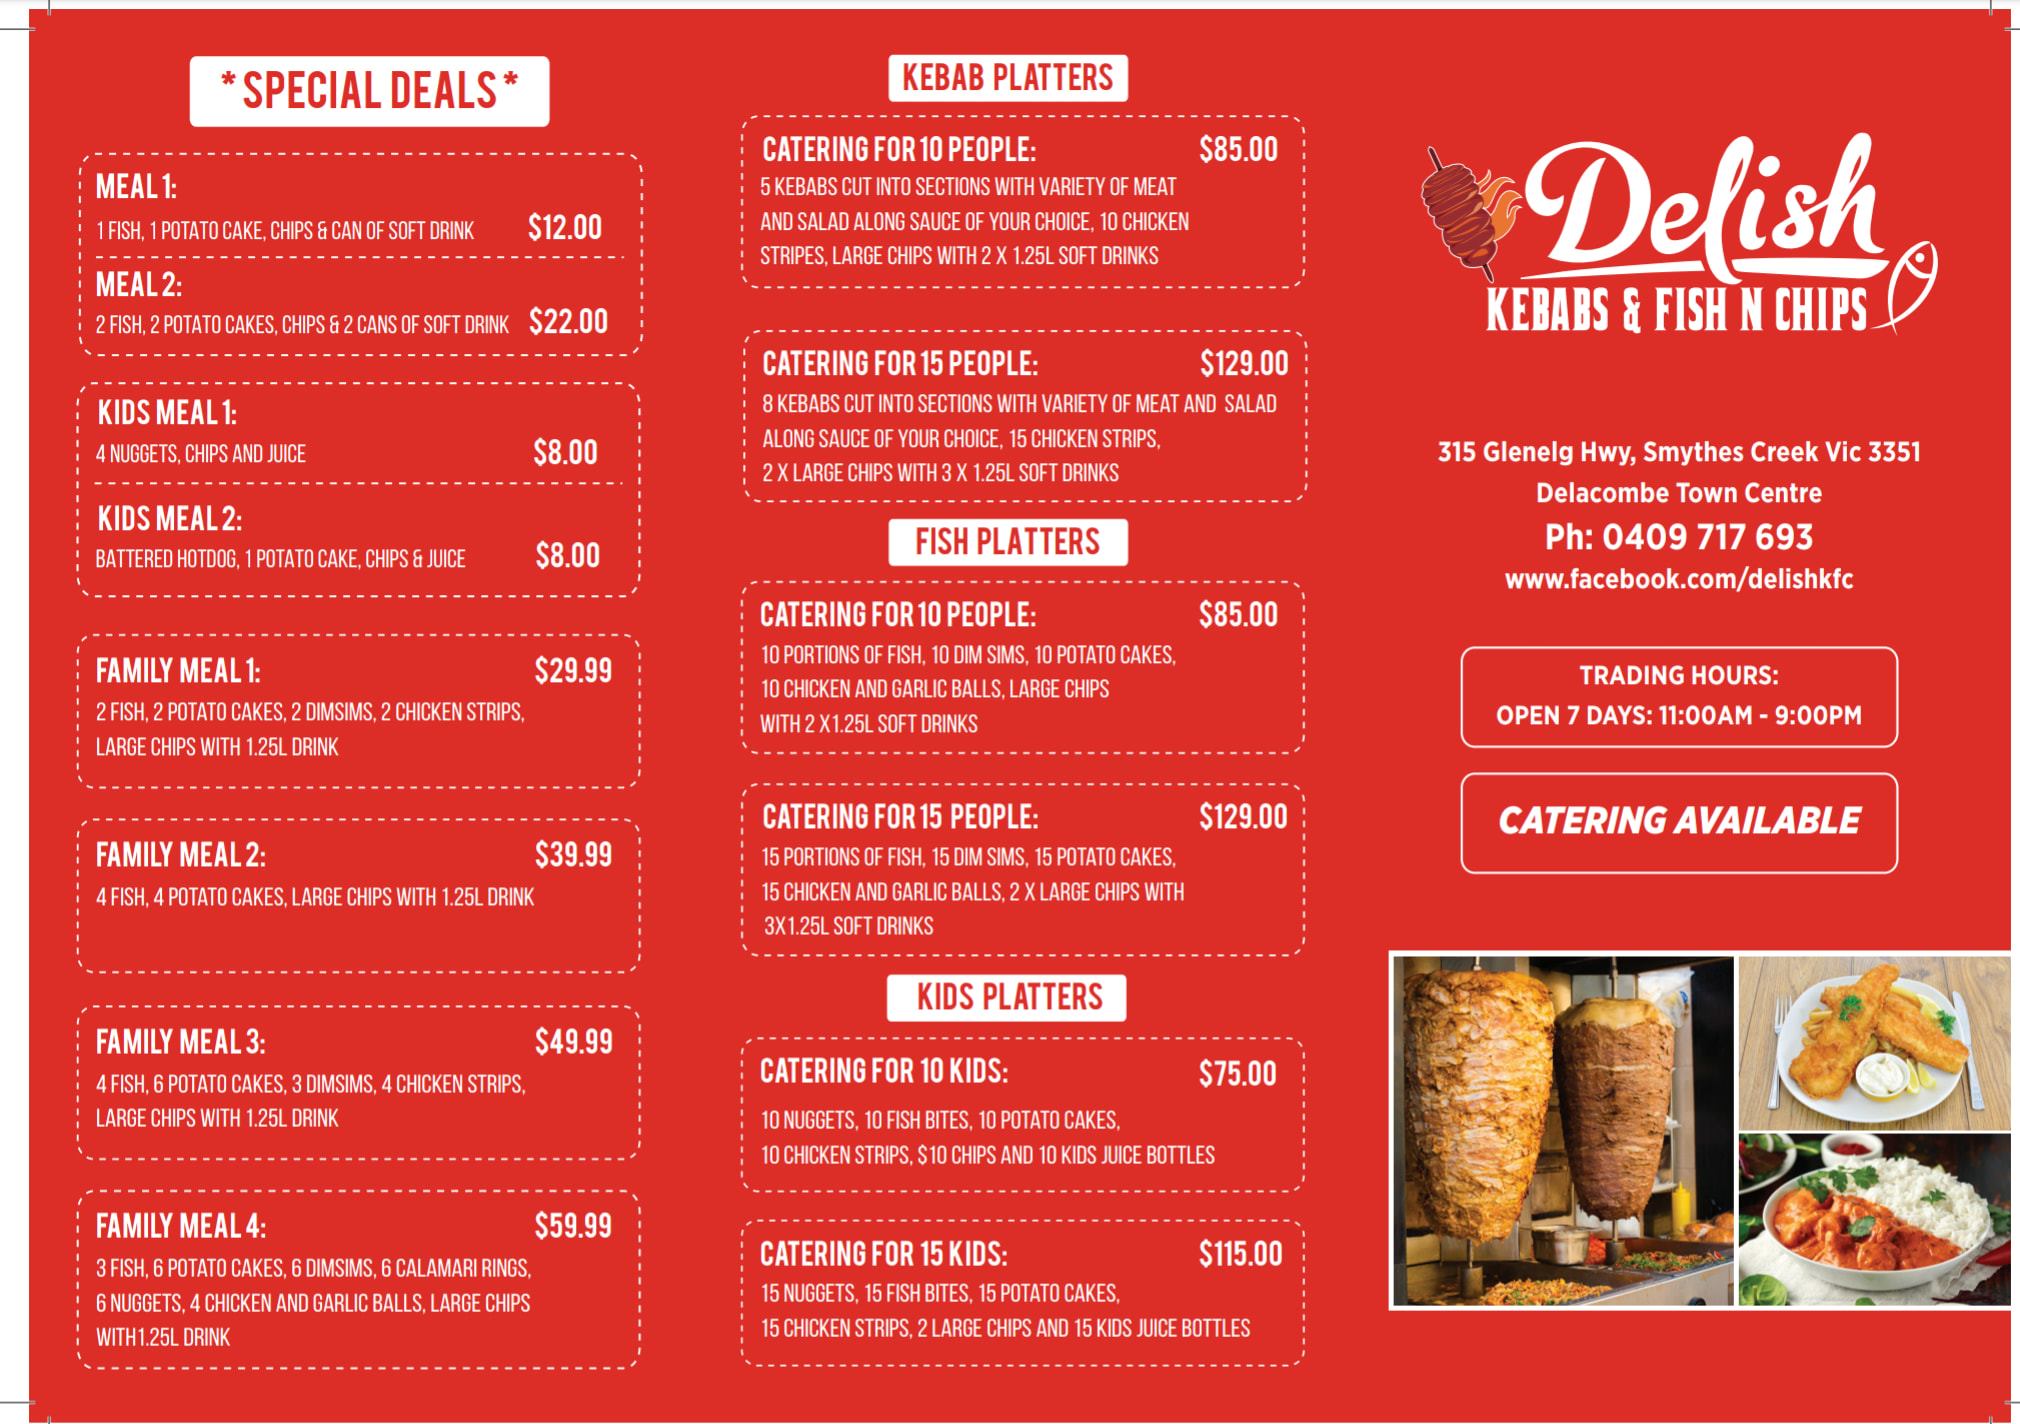 * SPECIAL DEALS *
MEAL 1:
1 FISH, 1 POTATO CAKE, CHIPS & CAN OF SOFT DRINK $12.00
MEAL 2:
2 FISH, 2 POTATO CAKES, CHIPS & 2 CANS OF SOFT DRINK $22.00
KIDS MEAL 1:
4 NUGGETS, CHIPS AND JUICE $8.00
KIDS MEAL 2:
BATTERED HOTDOG, 1 POTATO CAKE, CHIPS & JUICE $8.00
FAMILY MEAL 1: $29.99
2 FISH, 2 POTATO CAKES, 2 DIMSIMS, 2 CHICKEN STRIPS,
LARGE CHIPS WITH 1.25L DRINK
FAMILY MEAL 2: $39.99
4 FISH, 4 POTATO CAKES, LARGE CHIPS WITH 1.25L DRINK
FAMILY MEAL 3: $49.99
4 FISH, 6 POTATO CAKES, 3 DIMSIMS, 4 CHICKEN STRIPS,
LARGE CHIPS WITH 1.25L DRINK
FAMILY MEAL 4: $59.99
3 FISH, 6 POTATO CAKES, 6 DIMSIMS, 6 CALAMARI RINGS,
6 NUGGETS, 4 CHICKEN AND GARLIC BALLS, LARGE CHIPS
WITH1.25L DRINK
KEBAB PLATTERS
CATERING FOR 10 PEOPLE: $85.00
5 KEBABS CUT INTO SECTIONS WITH VARIETY OF MEAT
AND SALAD ALONG SAUCE OF YOUR CHOICE, 10 CHICKEN
STRIPES, LARGE CHIPS WITH 2 X 1.25L SOFT DRINKS
CATERING FOR 15 PEOPLE: $129.00
8 KEBABS CUT INTO SECTIONS WITH VARIETY OF MEAT AND SALAD
ALONG SAUCE OF YOUR CHOICE, 15 CHICKEN STRIPS,
2 X LARGE CHIPS WITH 3 X 1.25L SOFT DRINKS
FISH PLATTERS
CATERING FOR 10 PEOPLE: $85.00
10 PORTIONS OF FISH, 10 DIM SIMS, 10 POTATO CAKES,
10 CHICKEN AND GARLIC BALLS, LARGE CHIPS
WITH 2 X1.25L SOFT DRINKS
CATERING FOR 15 PEOPLE: $129.00
15 PORTIONS OF FISH, 15 DIM SIMS, 15 POTATO CAKES,
15 CHICKEN AND GARLIC BALLS, 2 X LARGE CHIPS WITH
3X1.25L SOFT DRINKS
KIDS PLATTERS
CATERING FOR 10 KIDS: $75.00
10 NUGGETS, 10 FISH BITES, 10 POTATO CAKES,
10 CHICKEN STRIPS, $10 CHIPS AND 10 KIDS JUICE BOTTLES
CATERING FOR 15 KIDS: $115.00
15 NUGGETS, 15 FISH BITES, 15 POTATO CAKES,
15 CHICKEN STRIPS, 2 LARGE CHIPS AND 15 KIDS JUICE BOTTLES
Delish
KEBABS & FISH N CHIPS
315 Glenelg Hwy, Smythes Creek Vic 3351
Delacombe Town Centre
Ph: 0409 717 693
www.facebook.com/delishkfc
TRADING HOURS:
OPEN 7 DAYS: 11:00AM - 9:00PM
CATERING AVAILABLE